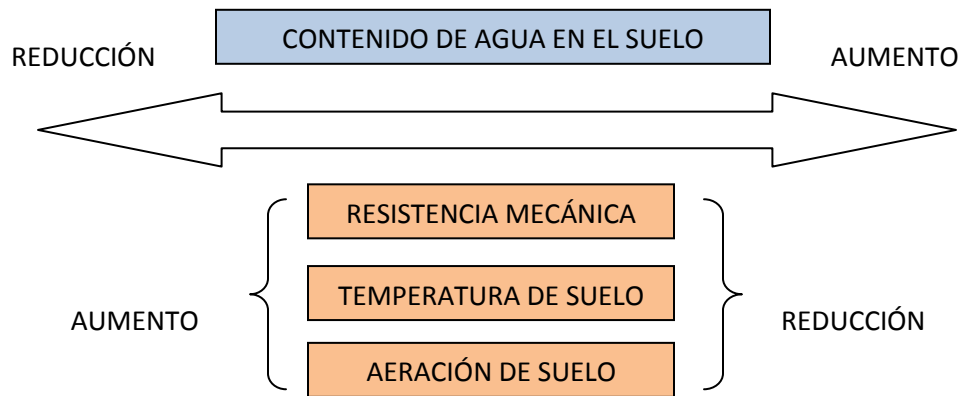 CONTENIDO DE AGUA EN EL SUELO
REDUCCIÓN
AUMENTO
RESISTENCIA MECÁNICA
TEMPERATURA DE SUELO
AUMENTO
REDUCCIÓN
AERACIÓN DE SUELO